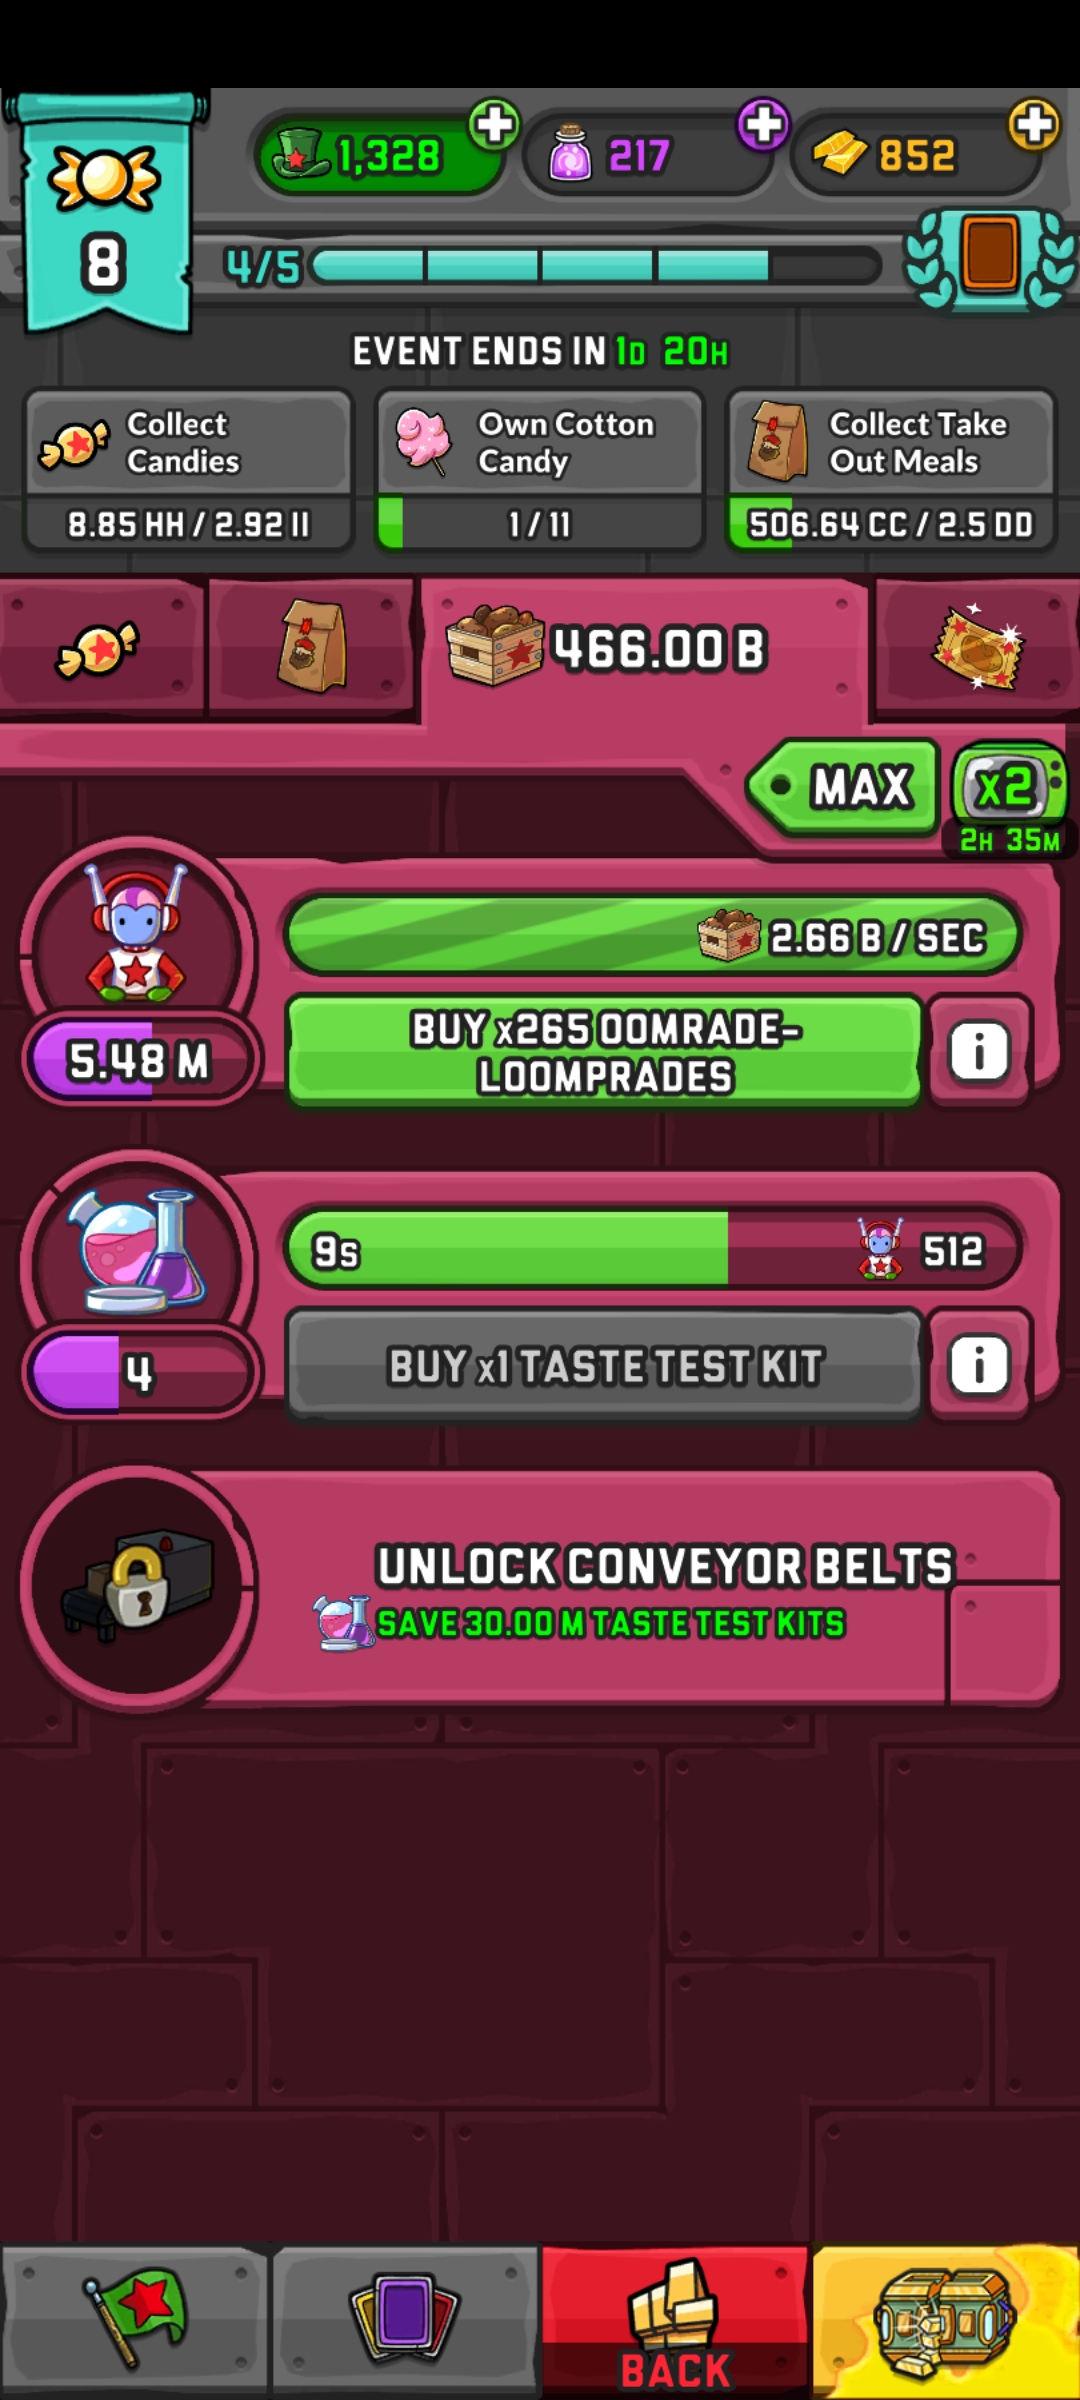 1,328
217
852
8
4/5
EVENT ENDS IN 1D 20H
Collect
Candies
8.85 HH / 2.92 II
Own Cotton
Candy
1 / 11
Collect Take
Out Meals
506.64 CC / 2.5 DD
466.00 B
MAX
x2
2H 35M
2.66 B / SEC
BUY x265 OOMRADE-
LOOMPRADES
5.48 M
i
9s
512
BUY x1 TASTE TEST KIT
4
i
UNLOCK CONVEYOR BELTS
SAVE 30.00 M TASTE TEST KITS
BACK